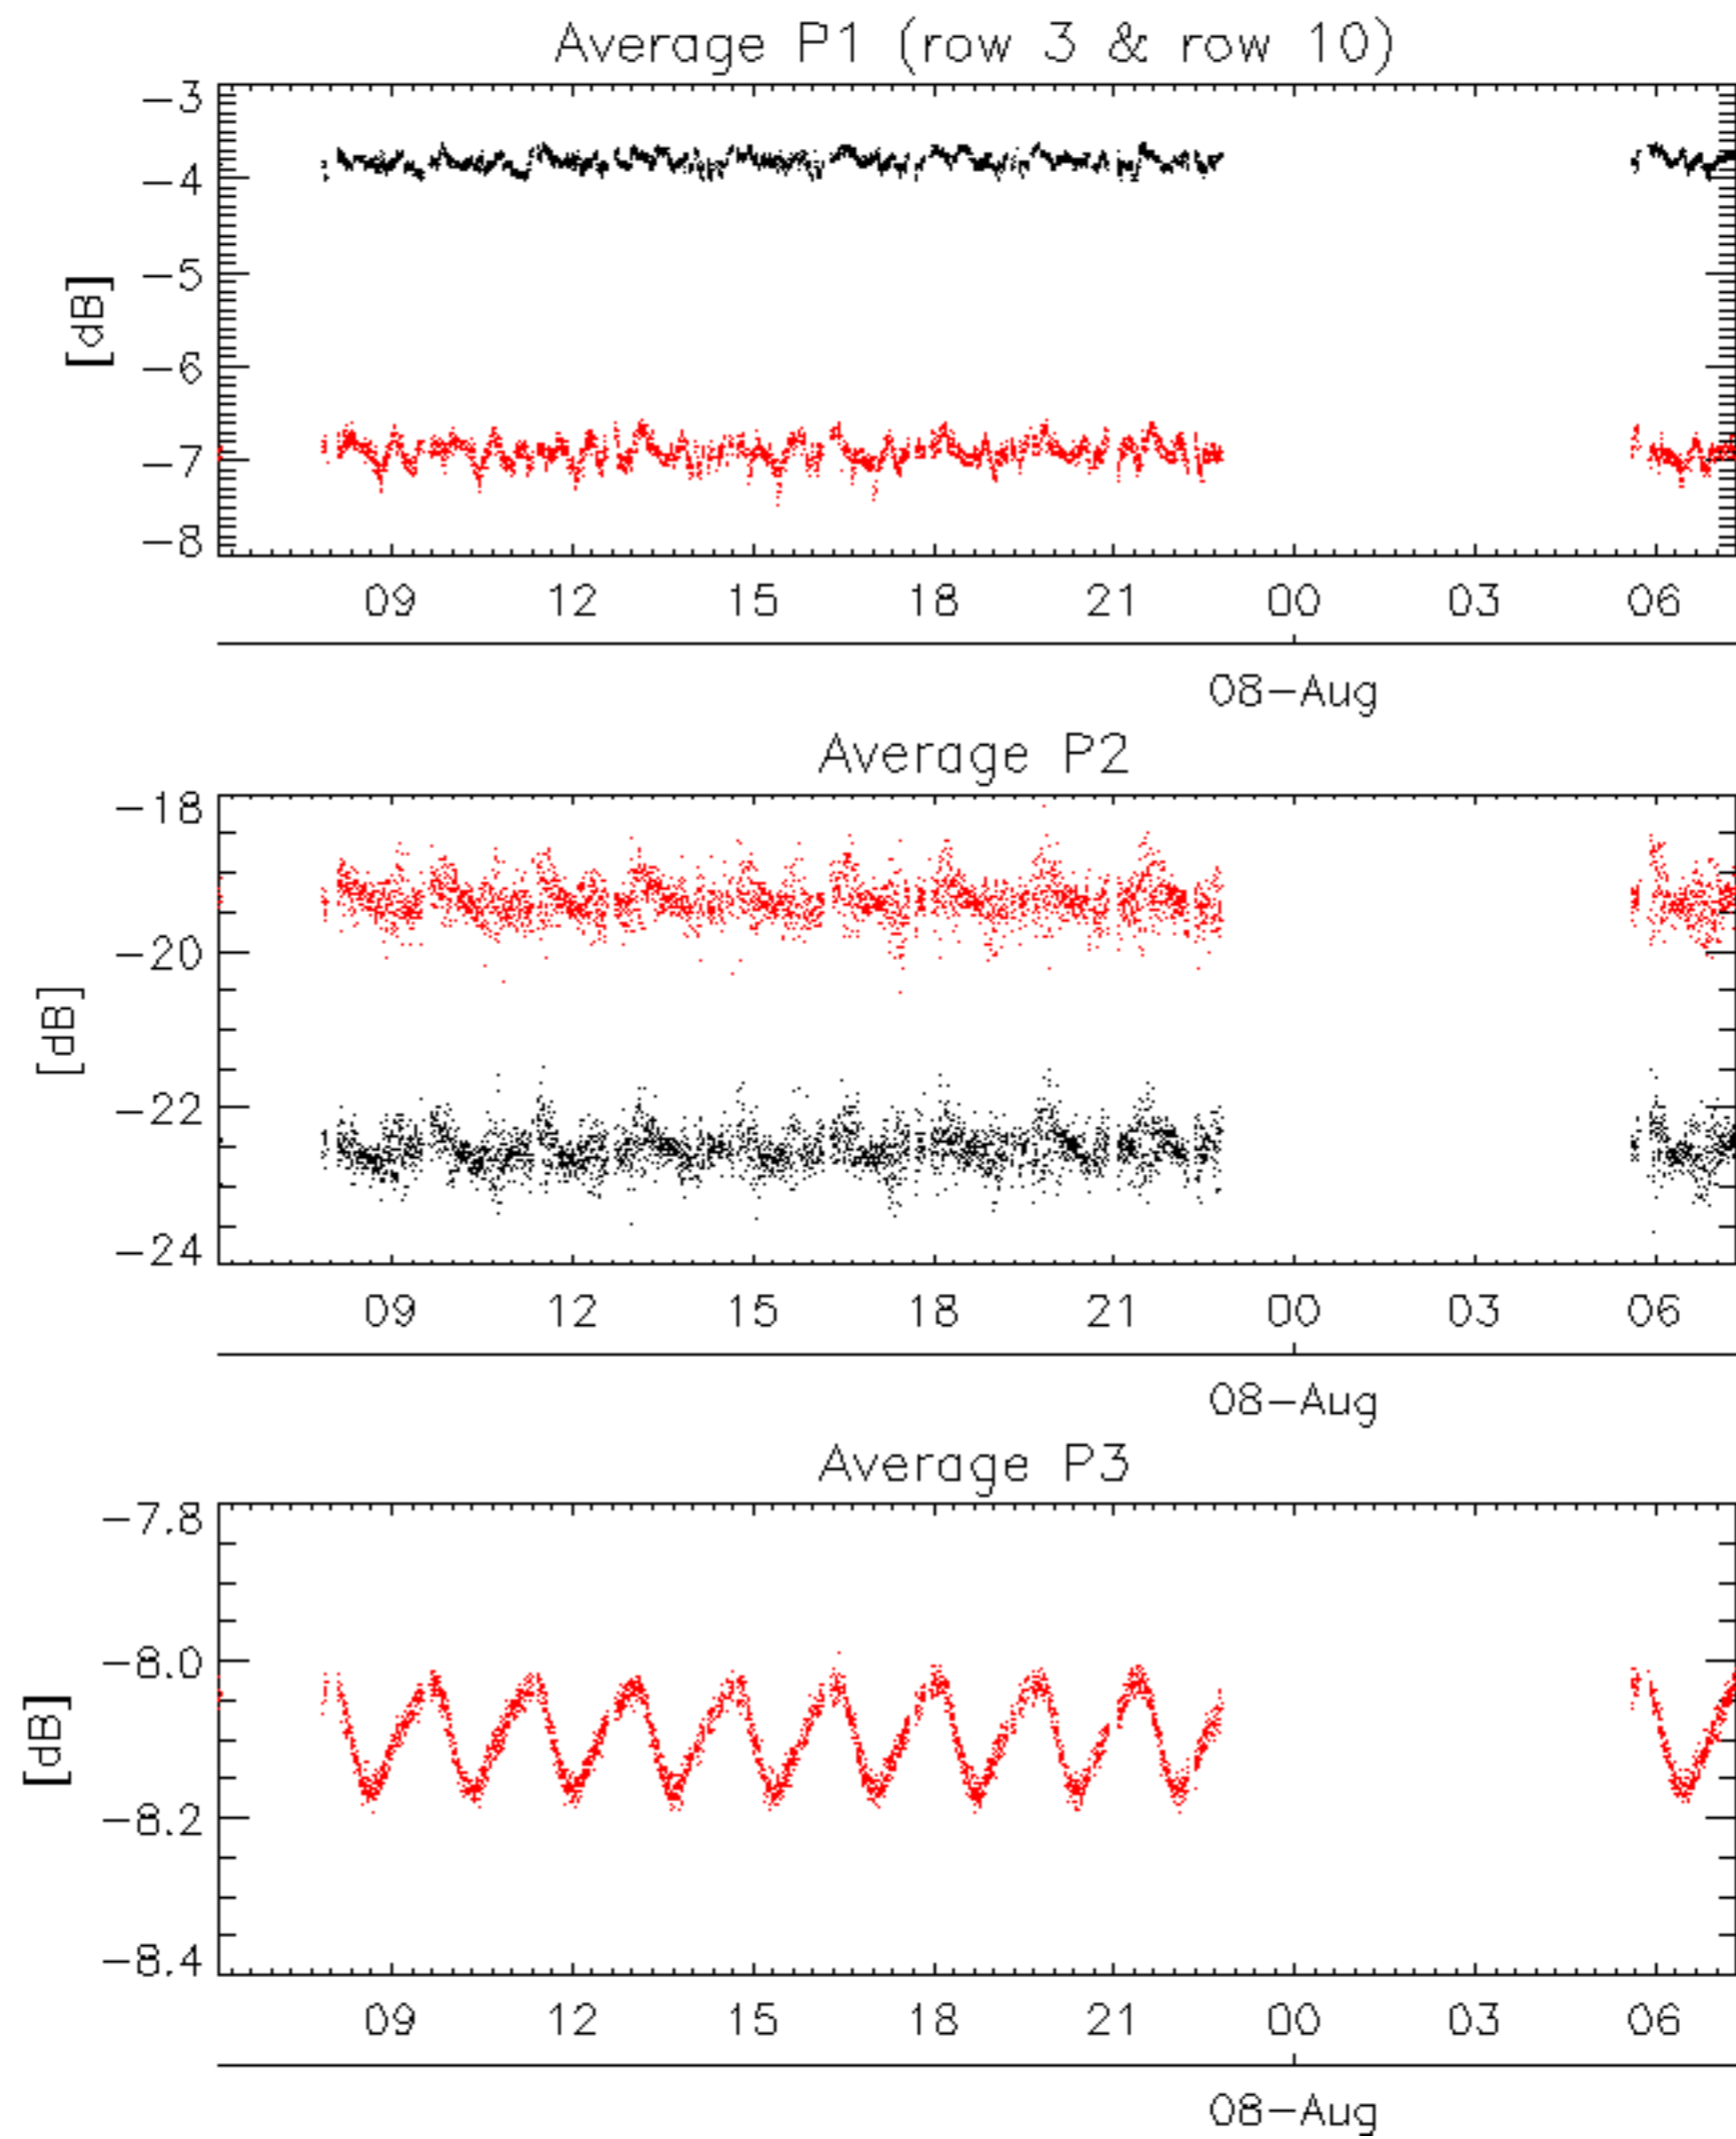 Average P1 (row 3 & row 10)
-3
-4
-5
-6
-7
-8
[dB]
09 12 15 18 21 00 03 06
08-Aug
Average P2
-18
-20
-22
-24
[dB]
09 12 15 18 21 00 03 06
08-Aug
Average P3
-7.8
-8.0
-8.2
-8.4
[dB]
09 12 15 18 21 00 03 06
08-Aug